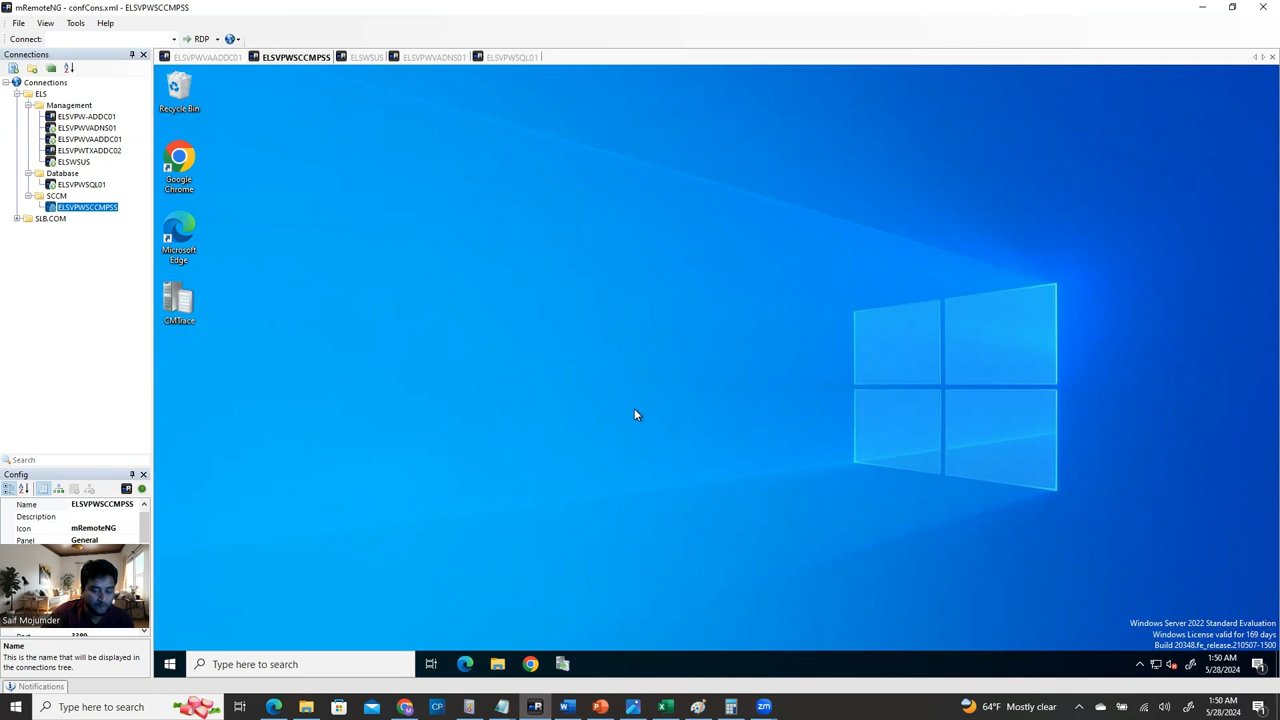 mRemoteNG - confCons.xml - ELSVPWSCCMPSS
File View Tools Help
Connect: RDP
Connections
ELSVPWVAADDC01 ELSVPWSCCMPSS ELSWSUS ELSVPWVADNS01 ELSVPWSQL01
Connections
ELS
Management
ELSVPW-ADDC01
ELSVPWVADNS01
ELSVPWVAADDC01
ELSVPWTXADDC02
ELSWSUS
Database
ELSVPWSQL01
SCCM
ELSVPWSCCMPSS
SLB.COM
Recycle Bin
Google
Chrome
Microsoft
Edge
CMTrace
Search
Config
Name ELSVPWSCCMPSS
Description
Icon mRemoteNG
Panel General
Saif Mojumder
Port 3389
Name
This is the name that will be displayed in
the connections tree.
Notifications
Windows Server 2022 Standard Evaluation
Windows License valid for 169 days
Build 20348.fe_release.210507-1500
Type here to search
1:50 AM
5/28/2024
Type here to search
64°F Mostly clear
1:50 AM
5/28/2024